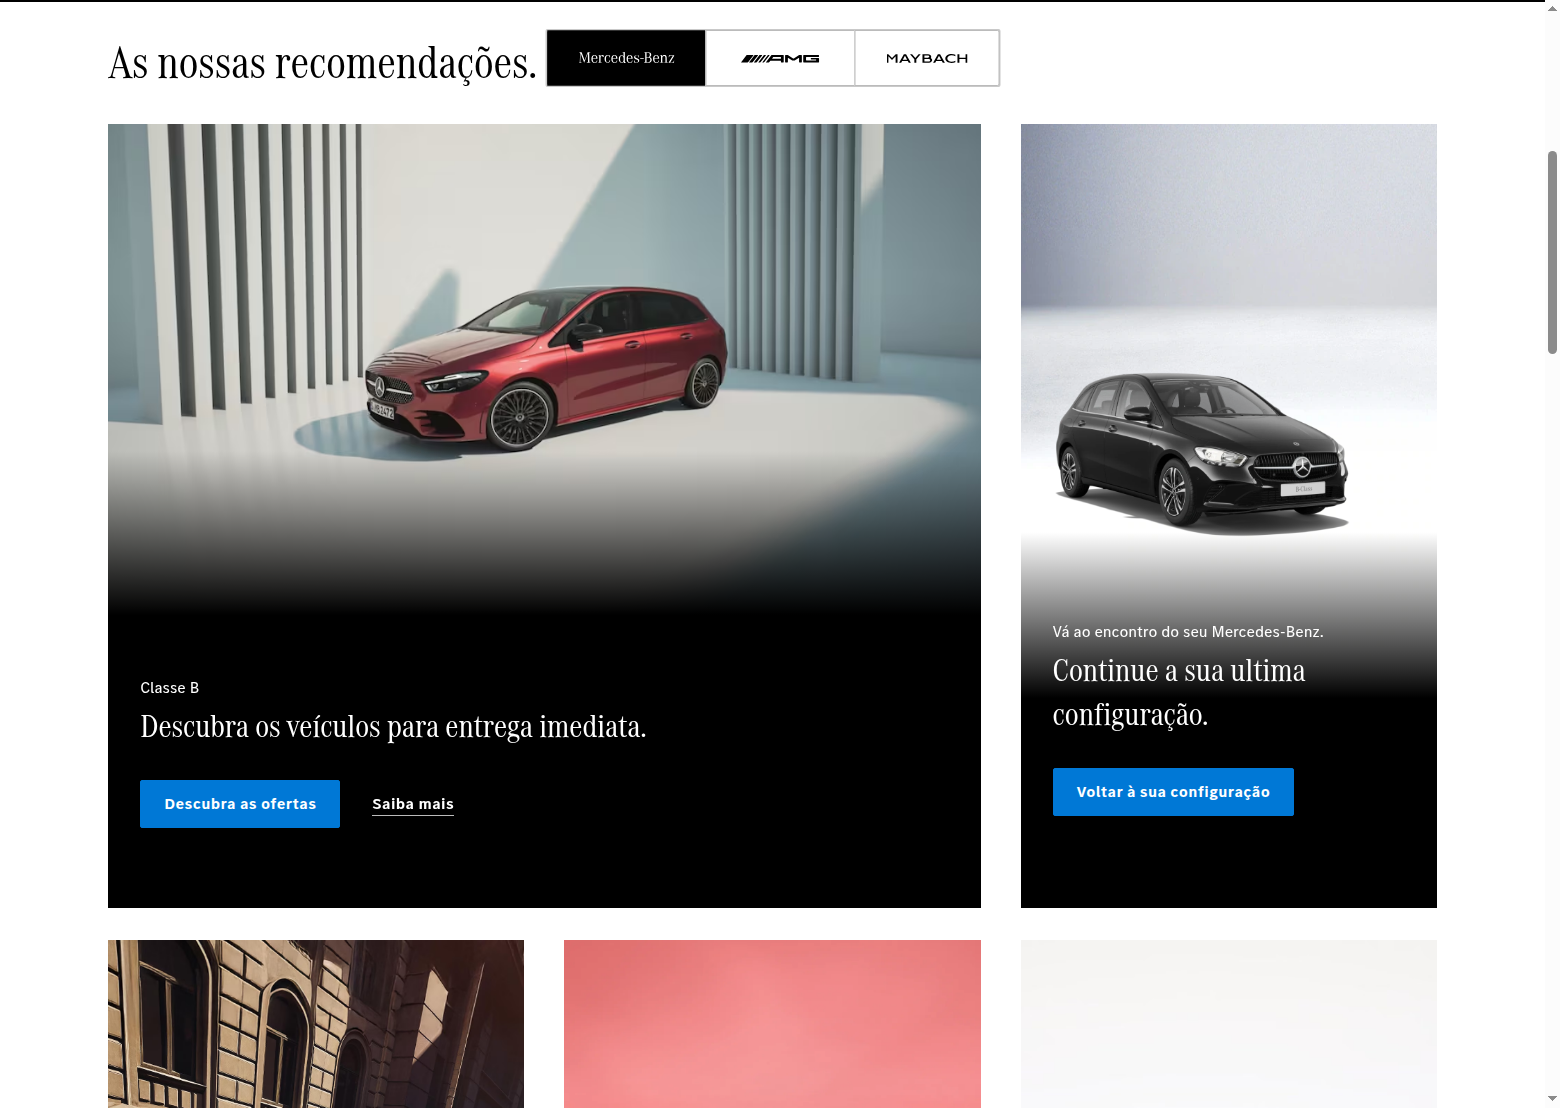 As nossas recomendações.
Mercedes-Benz
AMG
MAYBACH
Classe B
Descubra os veículos para entrega imediata.
Descubra as ofertas
Saiba mais
Vá ao encontro do seu Mercedes-Benz.
Continue a sua ultima
configuração.
Voltar à sua configuração